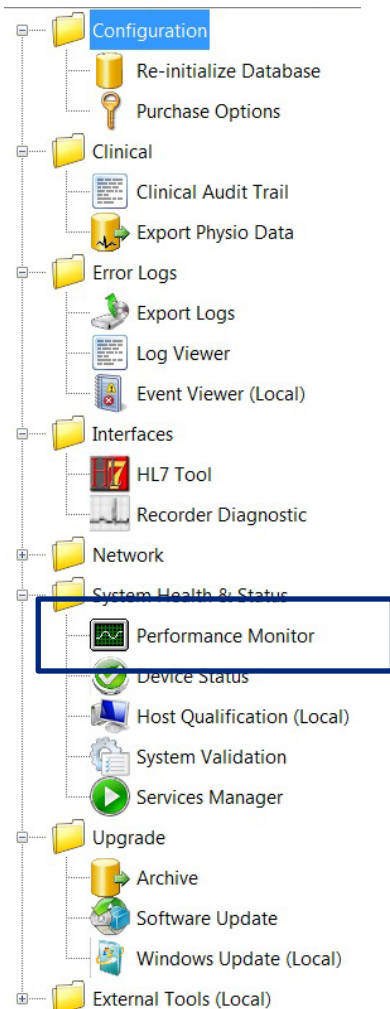 Configuration
Re-initialize Database
Purchase Options
Clinical
Clinical Audit Trail
Export Physio Data
Error Logs
Export Logs
Log Viewer
Event Viewer (Local)
Interfaces
H7
HL7 Tool
Recorder Diagnostic
Network
System Health & Status
Performance Monitor
Device Status
Host Qualification (Local)
System Validation
Services Manager
Upgrade
Archive
Software Update
Windows Update (Local)
External Tools (Local)